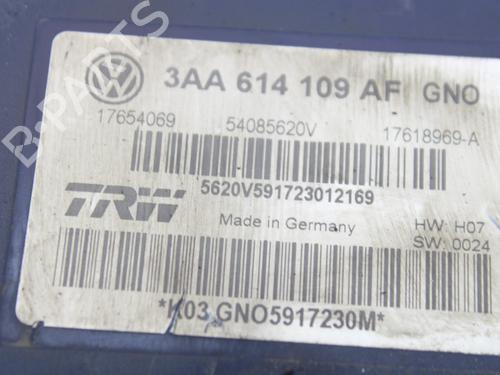 3AA 614 109 AF GNO
17654069 54085620V 17618969-A
5620V591723012169
TRW
Made in Germany
HW: H07
SW: 0024
*K03 GNO5917230M*
B-PARTS